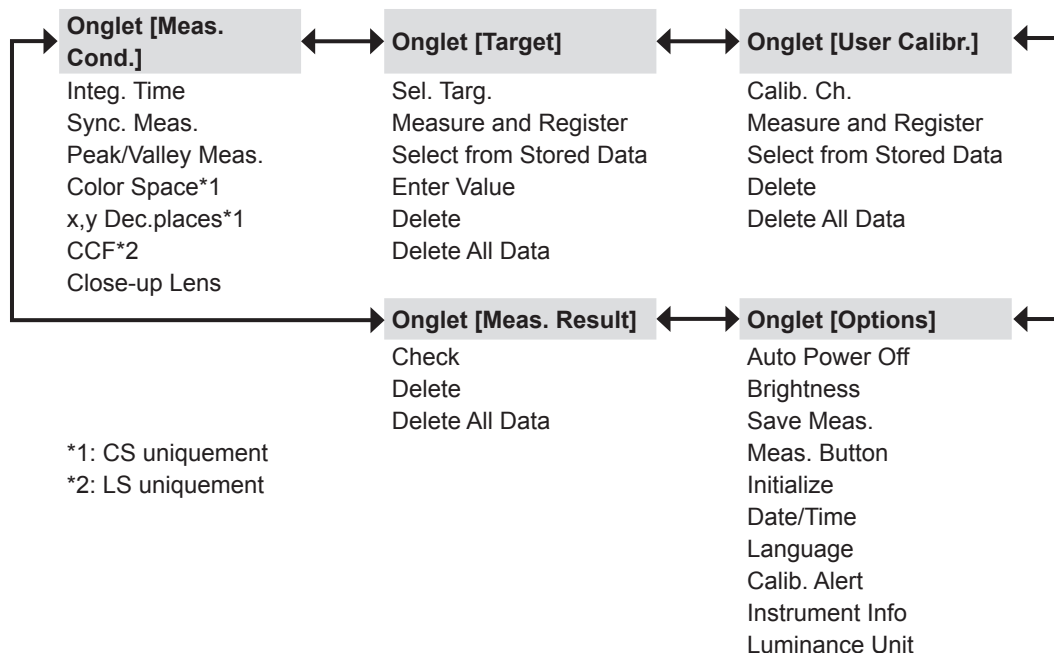 Onglet [Meas.
Cond.]
Integ. Time
Sync. Meas.
Peak/Valley Meas.
Color Space*1
x,y Dec.places*1
CCF*2
Close-up Lens
Onglet [Target]
Sel. Targ.
Measure and Register
Select from Stored Data
Enter Value
Delete
Delete All Data
Onglet [User Calibr.]
Calib. Ch.
Measure and Register
Select from Stored Data
Delete
Delete All Data
Onglet [Meas. Result]
Check
Delete
Delete All Data
Onglet [Options]
Auto Power Off
Brightness
Save Meas.
Meas. Button
Initialize
Date/Time
Language
Calib. Alert
Instrument Info
Luminance Unit
*1: CS uniquement
*2: LS uniquement